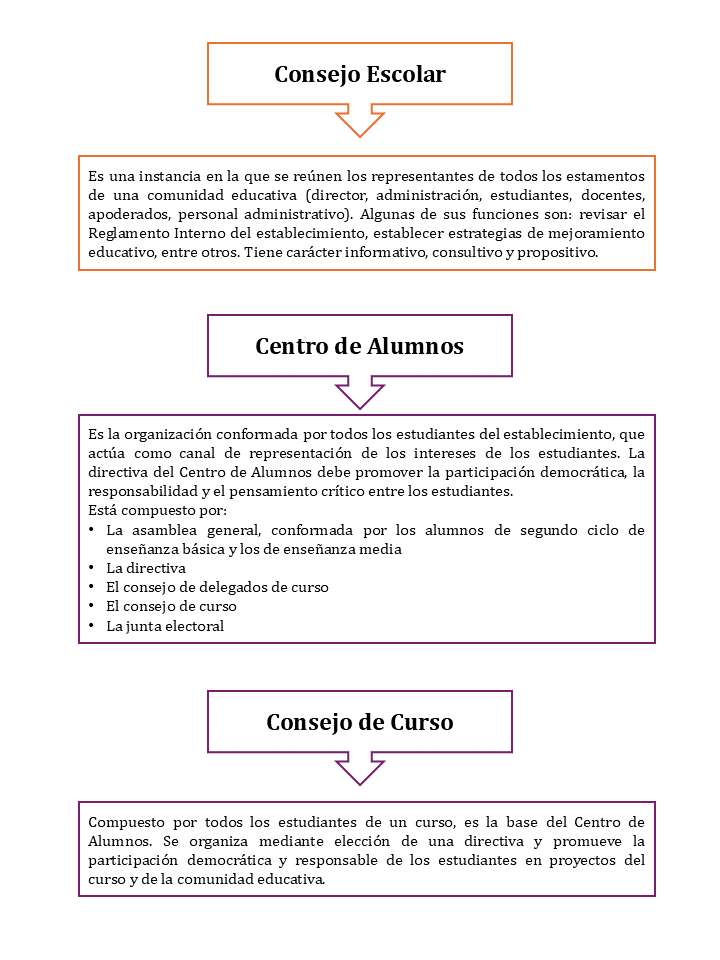 Consejo Escolar
Es una instancia en la que se reúnen los representantes de todos los estamentos
de una comunidad educativa (director, administración, estudiantes, docentes,
apoderados, personal administrativo). Algunas de sus funciones son: revisar el
Reglamento Interno del establecimiento, establecer estrategias de mejoramiento
educativo, entre otros. Tiene carácter informativo, consultivo y propositivo.
Centro de Alumnos
Es la organización conformada por todos los estudiantes del establecimiento, que
actúa como canal de representación de los intereses de los estudiantes. La
directiva del Centro de Alumnos debe promover la participación democrática, la
responsabilidad y el pensamiento crítico entre los estudiantes.
Está compuesto por:
• La asamblea general, conformada por los alumnos de segundo ciclo de
enseñanza básica y los de enseñanza media
• La directiva
• El consejo de delegados de curso
• El consejo de curso
• La junta electoral
Consejo de Curso
Compuesto por todos los estudiantes de un curso, es la base del Centro de
Alumnos. Se organiza mediante elección de una directiva y promueve la
participación democrática y responsable de los estudiantes en proyectos del
curso y de la comunidad educativa.